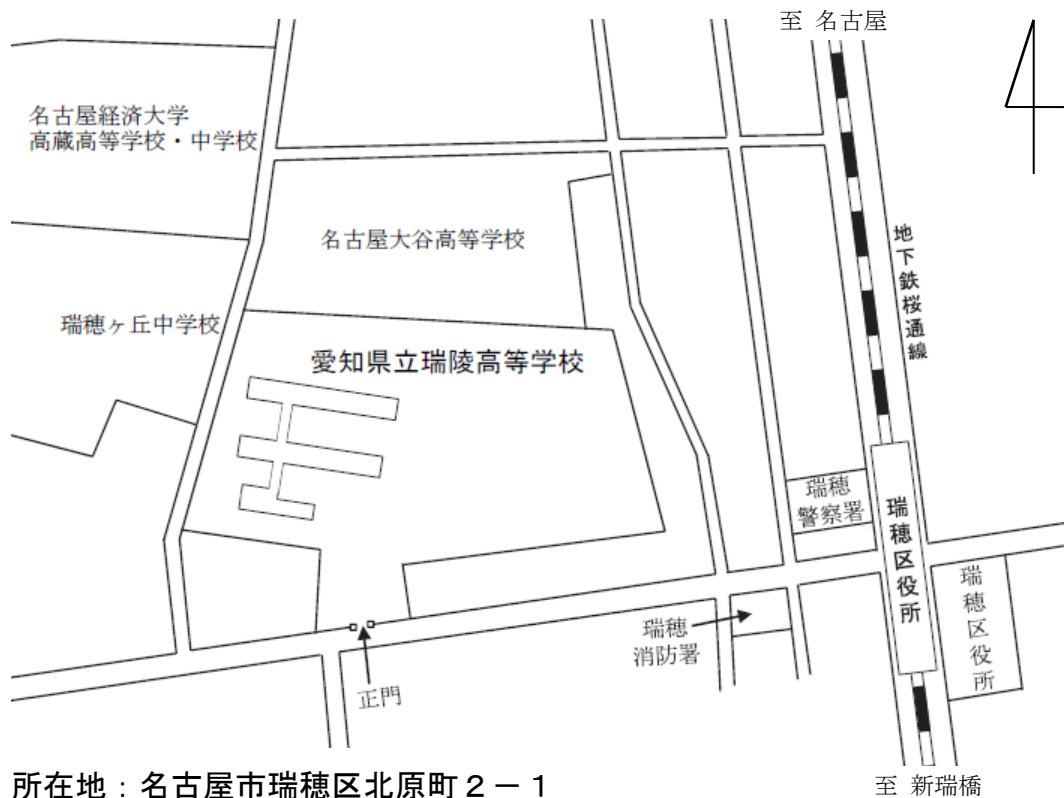 至 名古屋
名古屋経済大学
高蔵高等学校・中学校
名古屋大谷高等学校
地下鉄桜通線
瑞穂ヶ丘中学校
愛知県立瑞陵高等学校
瑞穂
警察署
瑞穂区役所
瑞穂区役所
瑞穂
消防署
正門
所在地：名古屋市瑞穂区北原町２－１
至 新瑞橋